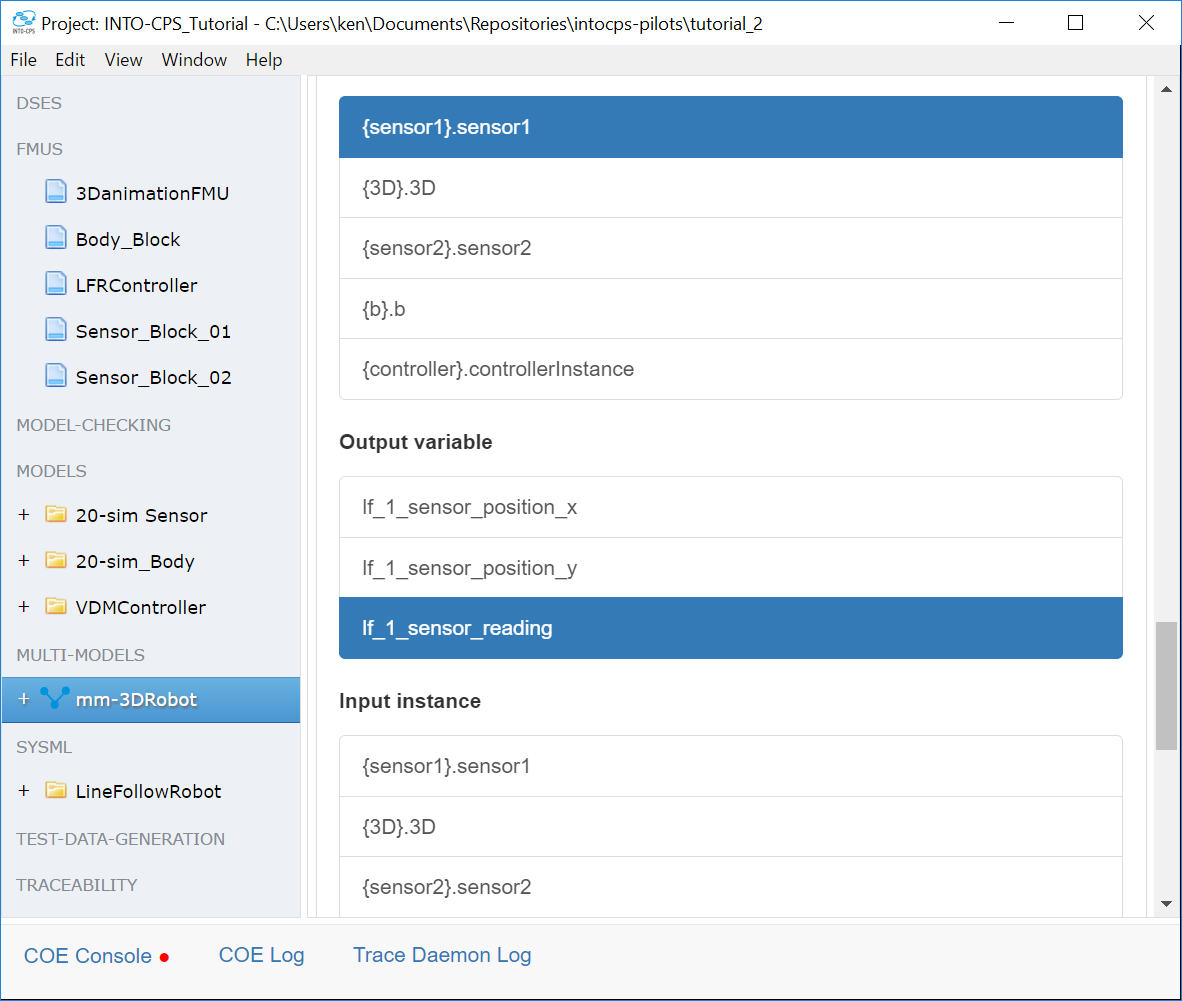 Project: INTO-CPS_Tutorial - C:\Users\ken\Documents\Repositories\intocps-pilots\tutorial_2
INTO-CPS
File Edit View Window Help
DSES
FMUS
3DanimationFMU
Body_Block
LFRController
Sensor_Block_01
Sensor_Block_02
MODEL-CHECKING
MODELS
+ 20-sim Sensor
+ 20-sim_Body
+ VDMController
MULTI-MODELS
+ mm-3DRobot
SYSML
+ LineFollowRobot
TEST-DATA-GENERATION
TRACEABILITY
{sensor1}.sensor1
{3D}.3D
{sensor2}.sensor2
{b}.b
{controller}.controllerInstance
Output variable
lf_1_sensor_position_x
lf_1_sensor_position_y
lf_1_sensor_reading
Input instance
{sensor1}.sensor1
{3D}.3D
{sensor2}.sensor2
COE Console COE Log Trace Daemon Log